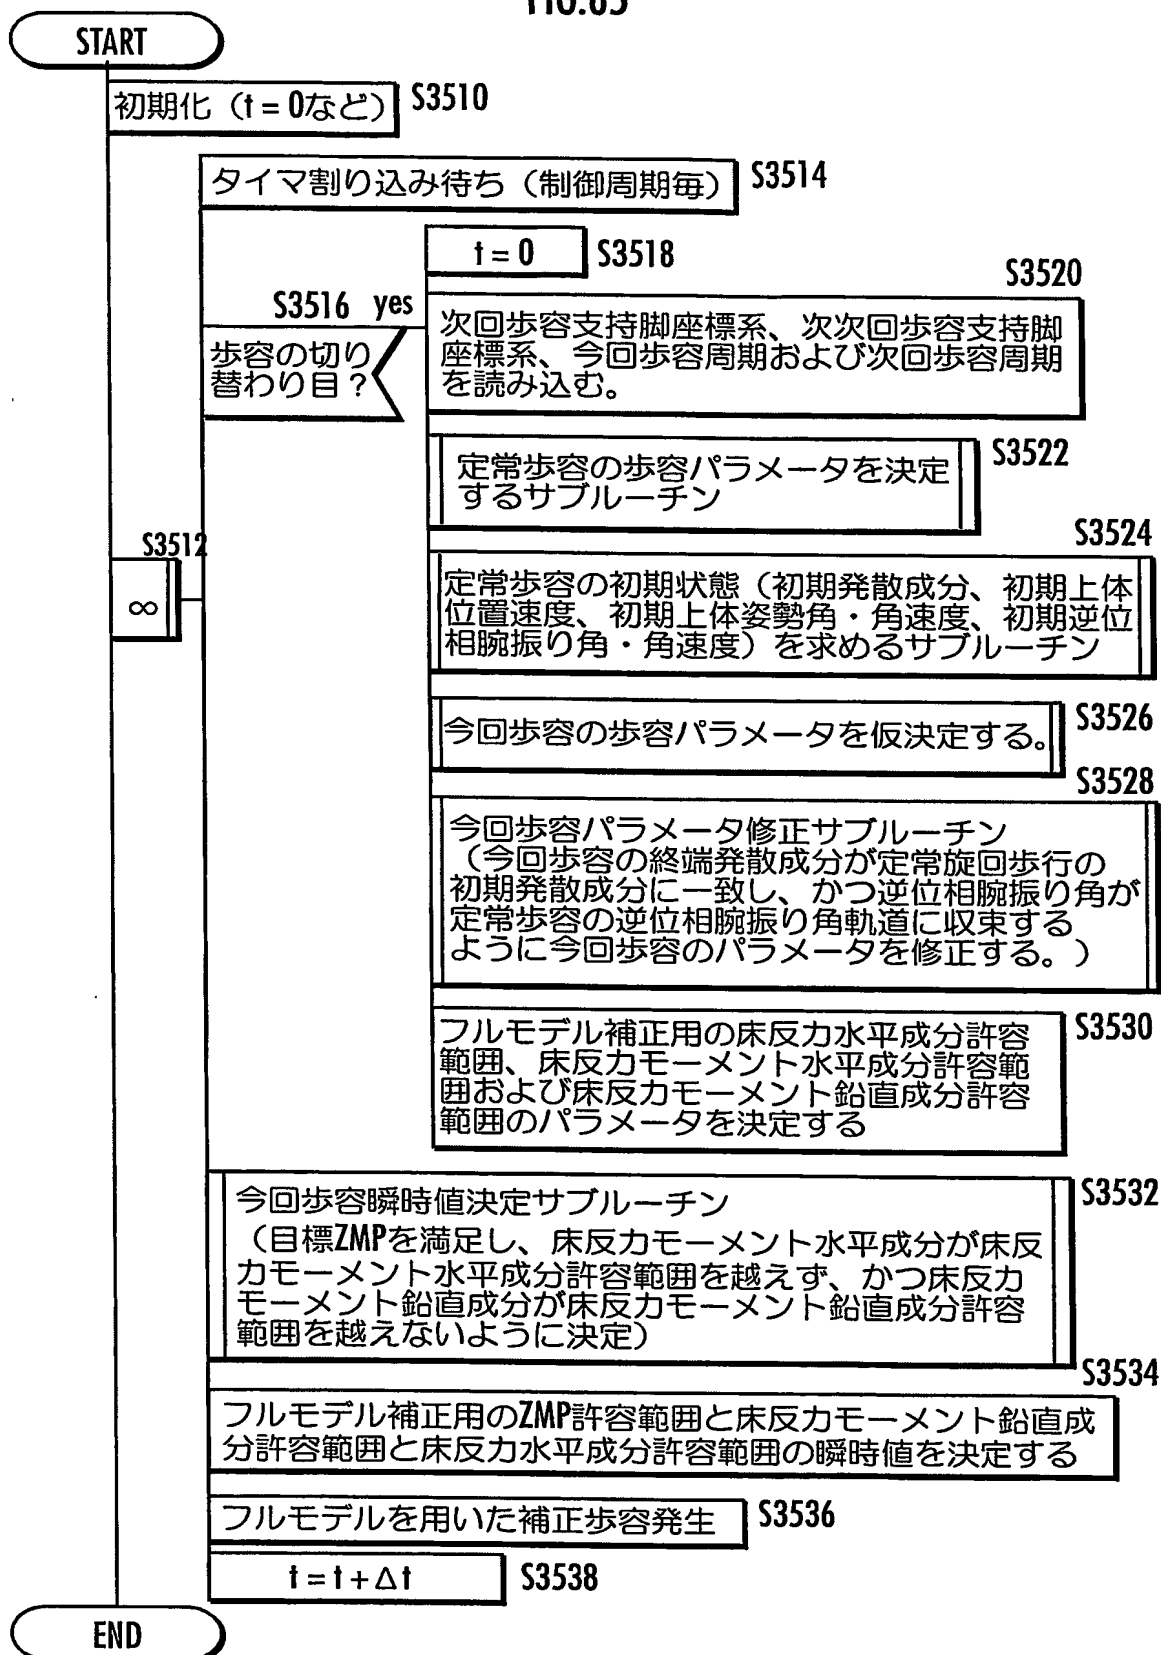 FIG.65
START
初期化（t = 0など）
S3510
タイマ割り込み待ち（制御周期毎）
S3514
t = 0
S3518
S3516
yes
歩容の切り
替わり目？
S3520
次回歩容支持脚座標系、次次回歩容支持脚
座標系、今回歩容周期および次回歩容周期
を読み込む。
S3522
定常歩容の歩容パラメータを決定
するサブルーチン
S3512
∞
S3524
定常歩容の初期状態（初期発散成分、初期上体
位置速度、初期上体姿勢角・角速度、初期逆位
相腕振り角・角速度）を求めるサブルーチン
今回歩容の歩容パラメータを仮決定する。
S3526
S3528
今回歩容パラメータ修正サブルーチン
（今回歩容の終端発散成分が定常旋回歩行の
初期発散成分に一致し、かつ逆位相腕振り角が
定常歩容の逆位相腕振り角軌道に収束する
ように今回歩容のパラメータを修正する。）
フルモデル補正用の床反力水平成分許容
範囲、床反力モーメント水平成分許容範
囲および床反力モーメント鉛直成分許容
範囲のパラメータを決定する
S3530
今回歩容瞬時値決定サブルーチン
（目標ZMPを満足し、床反力モーメント水平成分が床反
力モーメント水平成分許容範囲を越えず、かつ床反力
モーメント鉛直成分が床反力モーメント鉛直成分許容
範囲を越えないように決定）
S3532
S3534
フルモデル補正用のZMP許容範囲と床反力モーメント鉛直成
分許容範囲と床反力水平成分許容範囲の瞬時値を決定する
フルモデルを用いた補正歩容発生
S3536
t = t + Δt
S3538
END